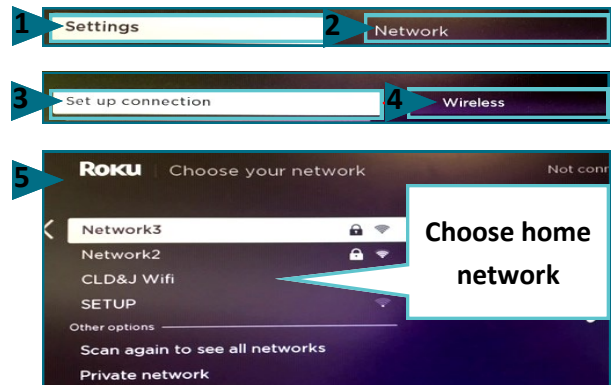 1 Settings 2 Network
3 Set up connection 4 Wireless
5 ROKU Choose your network Not conn
Network3
Network2
CLD&J Wifi
SETUP
Other options
Scan again to see all networks
Private network
Choose home
network